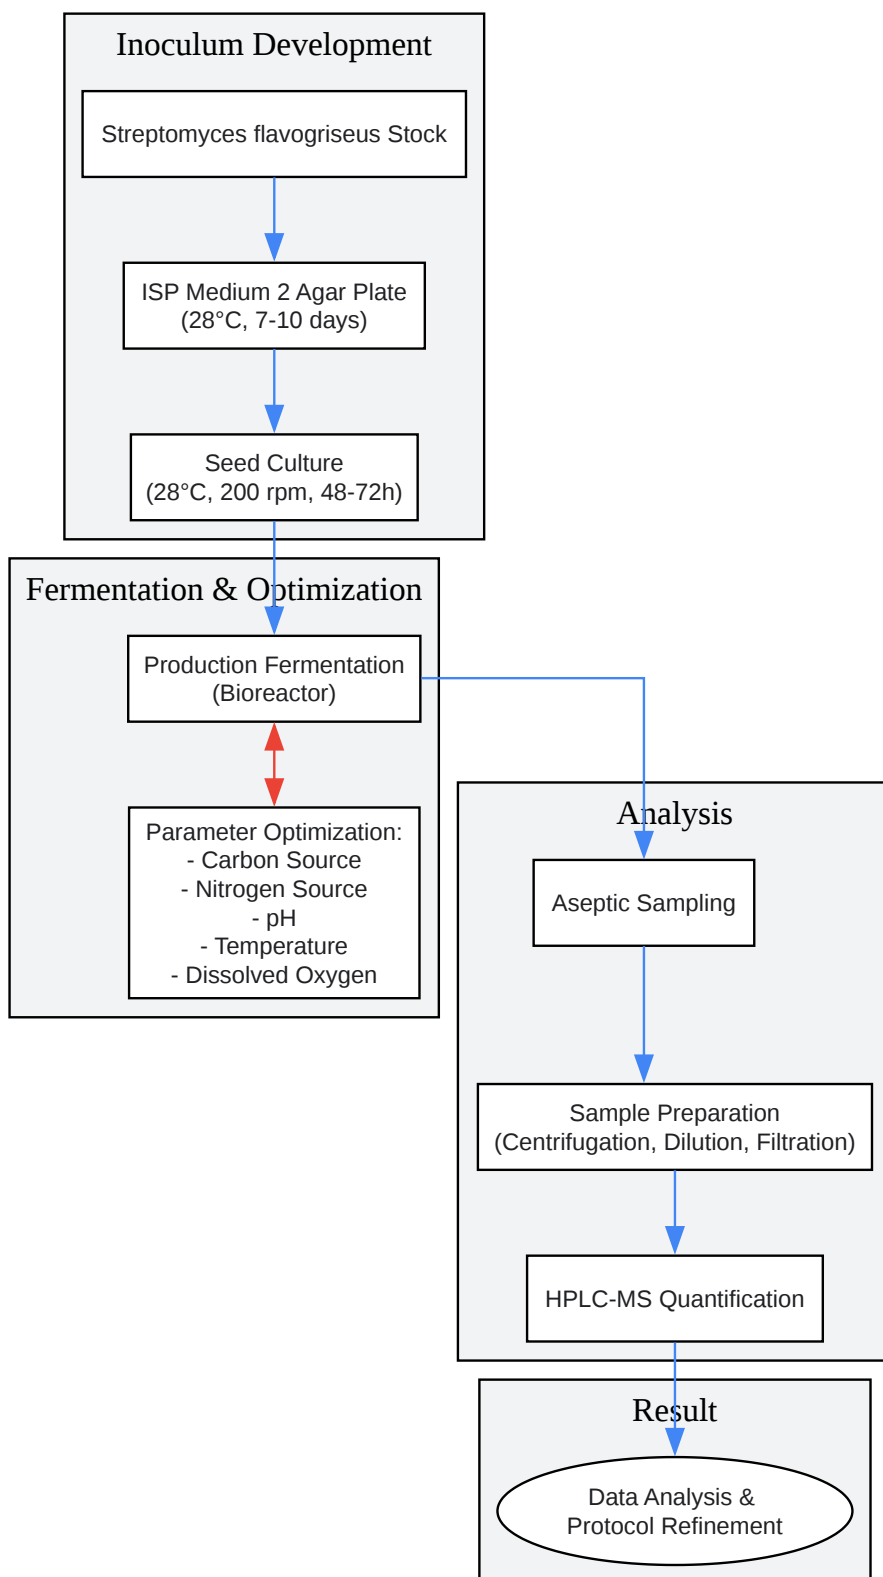 Inoculum Development
Streptomyces flavogriseus Stock
ISP Medium 2 Agar Plate
(28°C, 7-10 days)
Seed Culture
(28°C, 200 rpm, 48-72h)
Fermentation & Optimization
Production Fermentation
(Bioreactor)
Parameter Optimization:
- Carbon Source
- Nitrogen Source
- pH
- Temperature
- Dissolved Oxygen
Analysis
Aseptic Sampling
Sample Preparation
(Centrifugation, Dilution, Filtration)
HPLC-MS Quantification
Result
Data Analysis &
Protocol Refinement